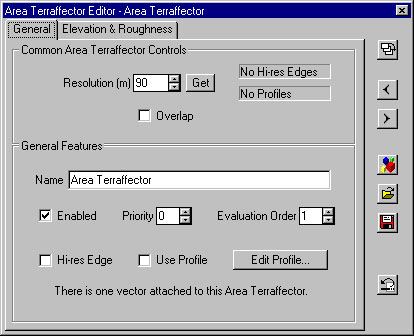 Area Terraffector Editor - Area Terraffector
General Elevation & Roughness
Common Area Terraffector Controls
Resolution (m) 90 Get No Hi-res Edges
No Profiles
Overlap
General Features
Name Area Terraffector
Enabled Priority 0 Evaluation Order 1
Hi-res Edge Use Profile Edit Profile...
There is one vector attached to this Area Terraffector.